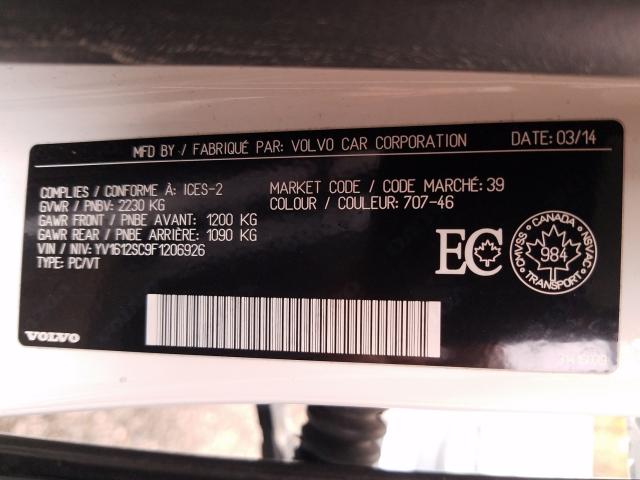 MFD BY / FABRIQUÉ PAR: VOLVO CAR CORPORATION DATE: 03/14
COMPLIES / CONFORME À: ICES-2
GVWR / PNBV: 2230 KG
GAWR FRONT / PNBE AVANT: 1200 KG
GAWR REAR / PNBE ARRIÈRE: 1090 KG
VIN / NIV: YV1612SC9F1206926
TYPE: PC/VT
MARKET CODE / CODE MARCHÉ: 39
COLOUR / COULEUR: 707-46
EC
CANADA
CMVSS
NSVAC
984
TRANSPORT
VOLVO